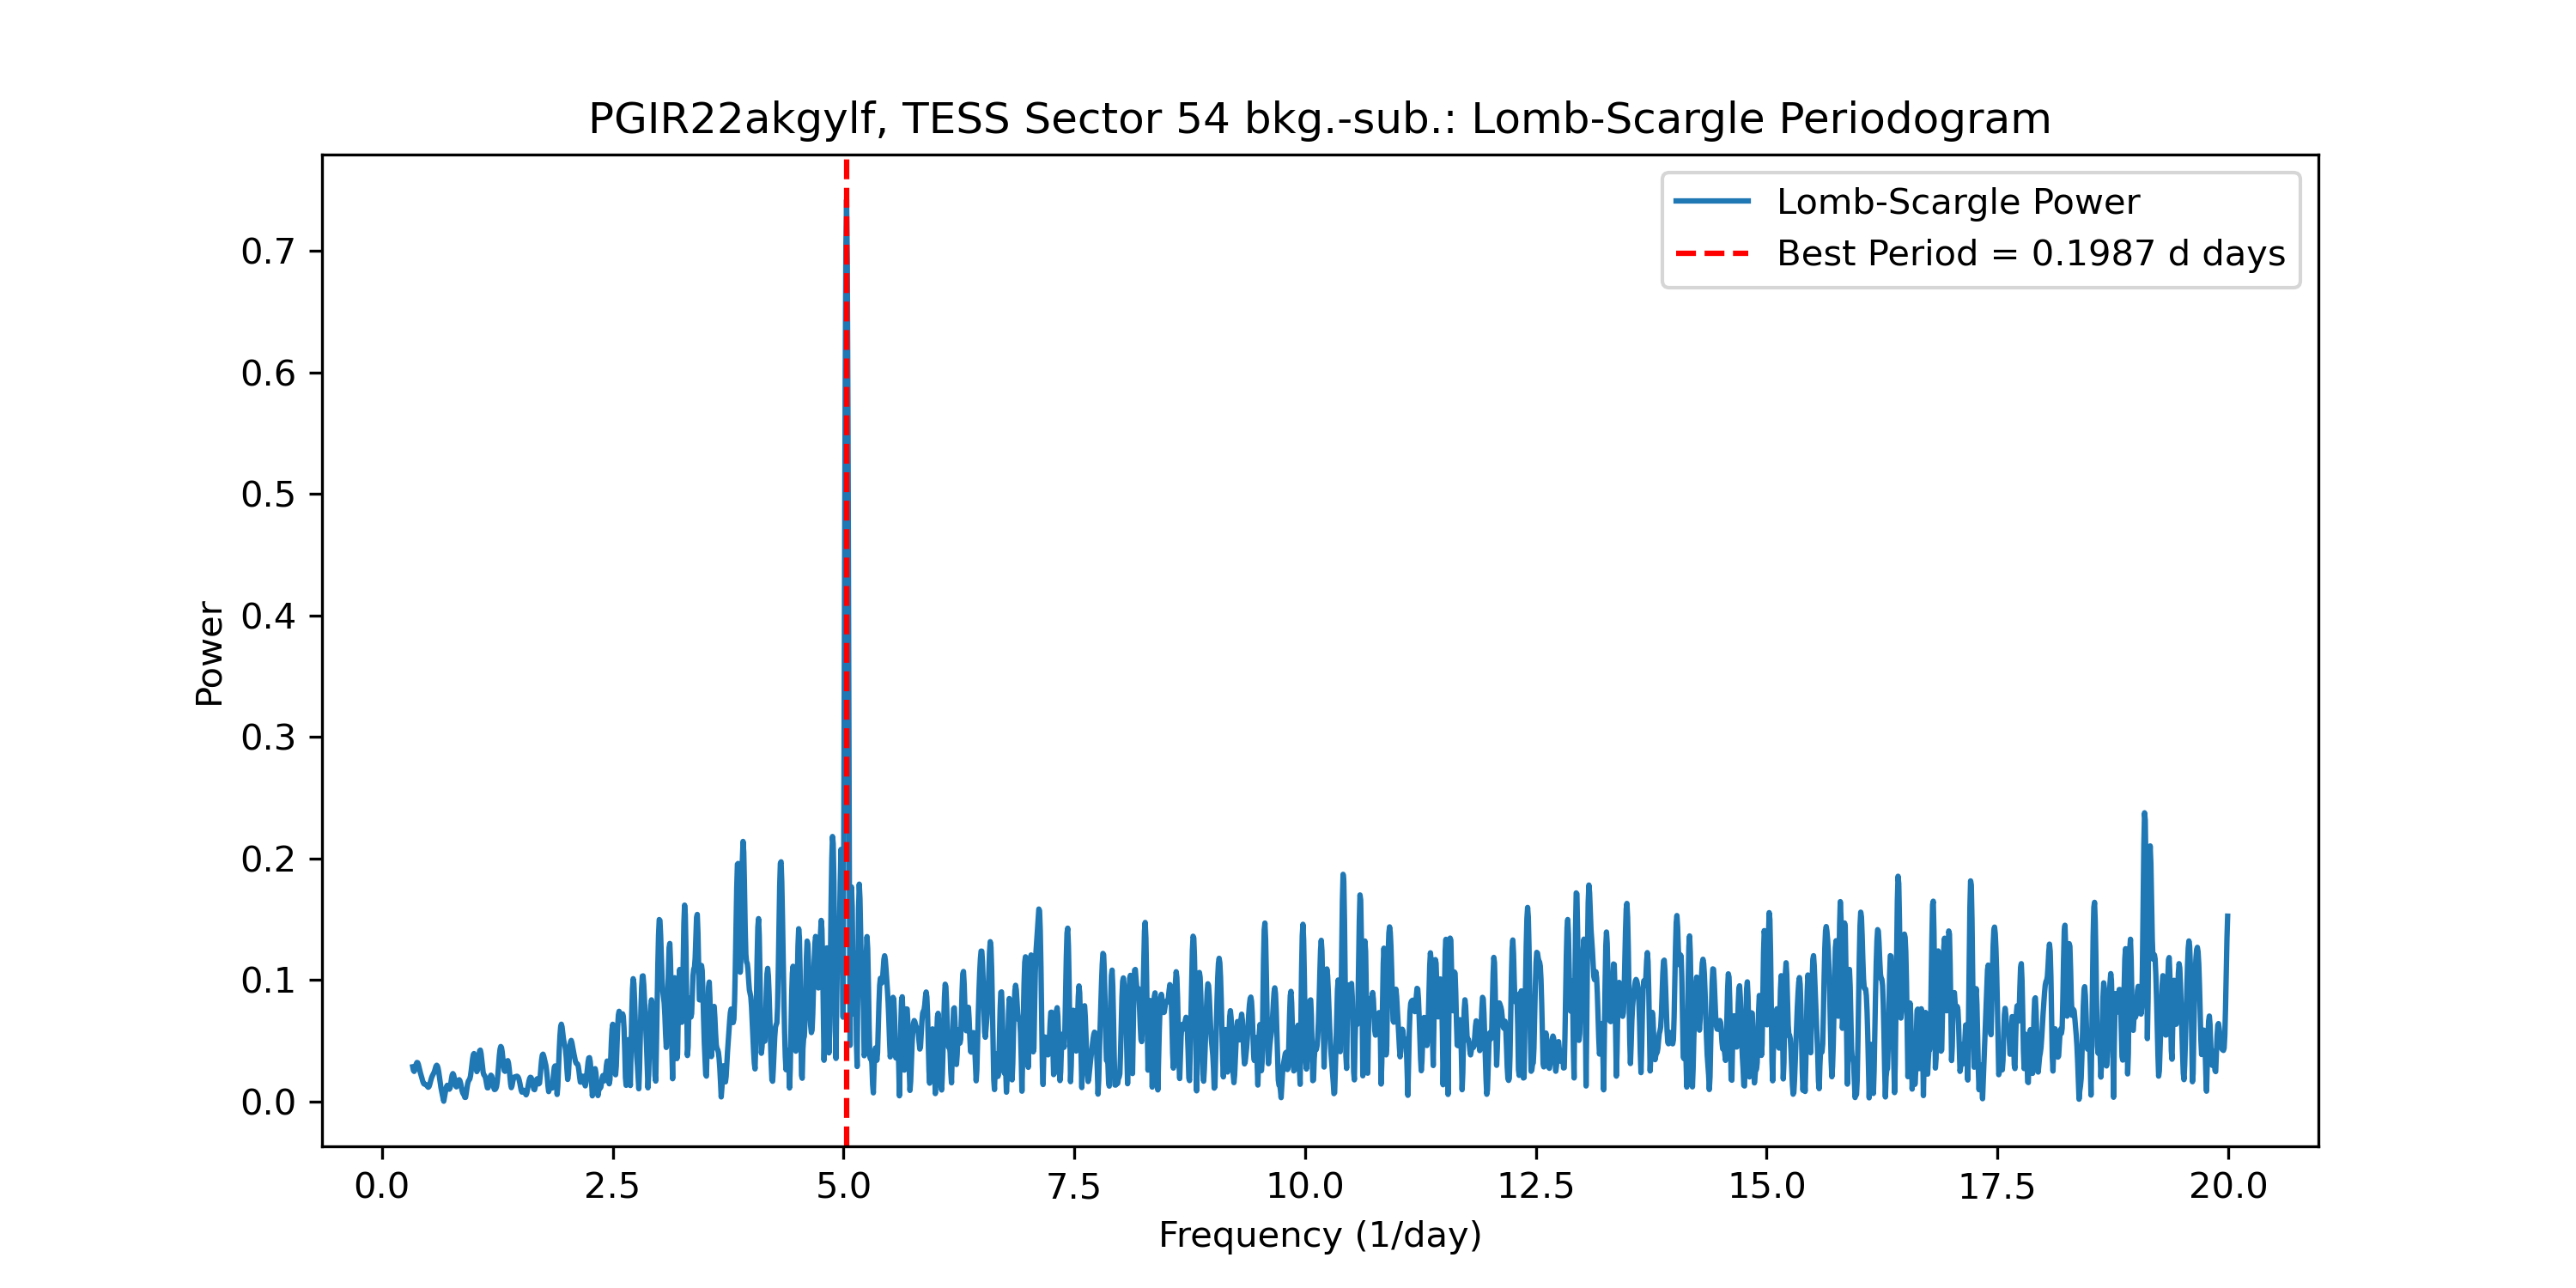 PGIR22akgylf, TESS Sector 54 bkg.-sub.: Lomb-Scargle Periodogram
Lomb-Scargle Power
Best Period = 0.1987 d days
Power
0.7
0.6
0.5
0.4
0.3
0.2
0.1
0.0
0.0 2.5 5.0 7.5 10.0 12.5 15.0 17.5 20.0
Frequency (1/day)